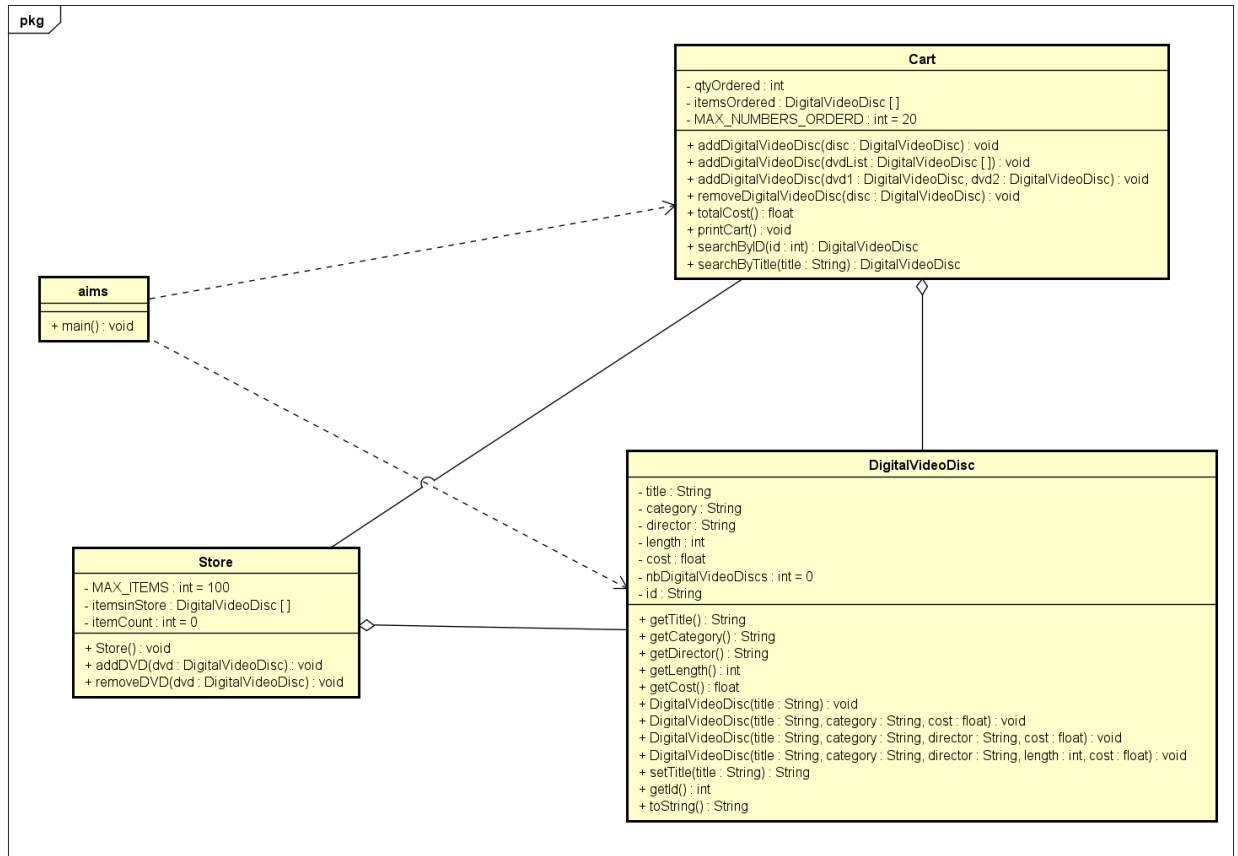 pkg
Cart
- qtyOrdered : int
- itemsOrdered : DigitalVideoDisc [ ]
- MAX_NUMBERS_ORDERD : int = 20
+ addDigitalVideoDisc(disc : DigitalVideoDisc) : void
+ addDigitalVideoDisc(dvdList : DigitalVideoDisc [ ]) : void
+ addDigitalVideoDisc(dvd1 : DigitalVideoDisc, dvd2 : DigitalVideoDisc) : void
+ removeDigitalVideoDisc(disc : DigitalVideoDisc) : void
+ totalCost() : float
+ printCart() : void
+ searchByID(id : int) : DigitalVideoDisc
+ searchByTitle(title : String) : DigitalVideoDisc
aims
+ main() : void
DigitalVideoDisc
- title : String
- category : String
- director : String
- length : int
- cost : float
- nbDigitalVideoDiscs : int = 0
- id : String
+ getTitle() : String
+ getCategory() : String
+ getDirector() : String
+ getLength() : int
+ getCost() : float
+ DigitalVideoDisc(title : String) : void
+ DigitalVideoDisc(title : String, category : String, cost : float) : void
+ DigitalVideoDisc(title : String, category : String, director : String, cost : float) : void
+ DigitalVideoDisc(title : String, category : String, director : String, length : int, cost : float) : void
+ setTitle(title : String) : String
+ getId() : int
+ toString() : String
Store
- MAX_ITEMS : int = 100
- itemsinStore : DigitalVideoDisc [ ]
- itemCount : int = 0
+ Store() : void
+ addDVD(dvd : DigitalVideoDisc) : void
+ removeDVD(dvd : DigitalVideoDisc) : void